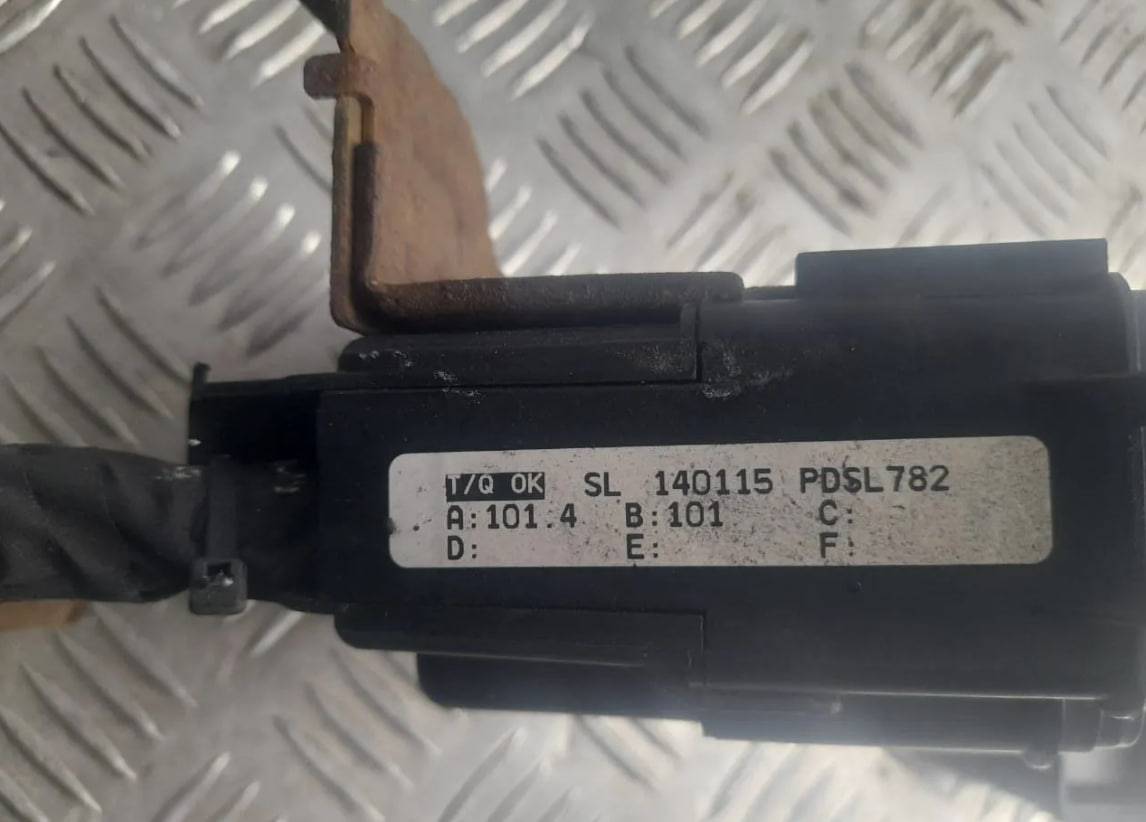 T/Q OK SL 140115 PDSL782
A:101.4 B:101 C:
D: E: F: